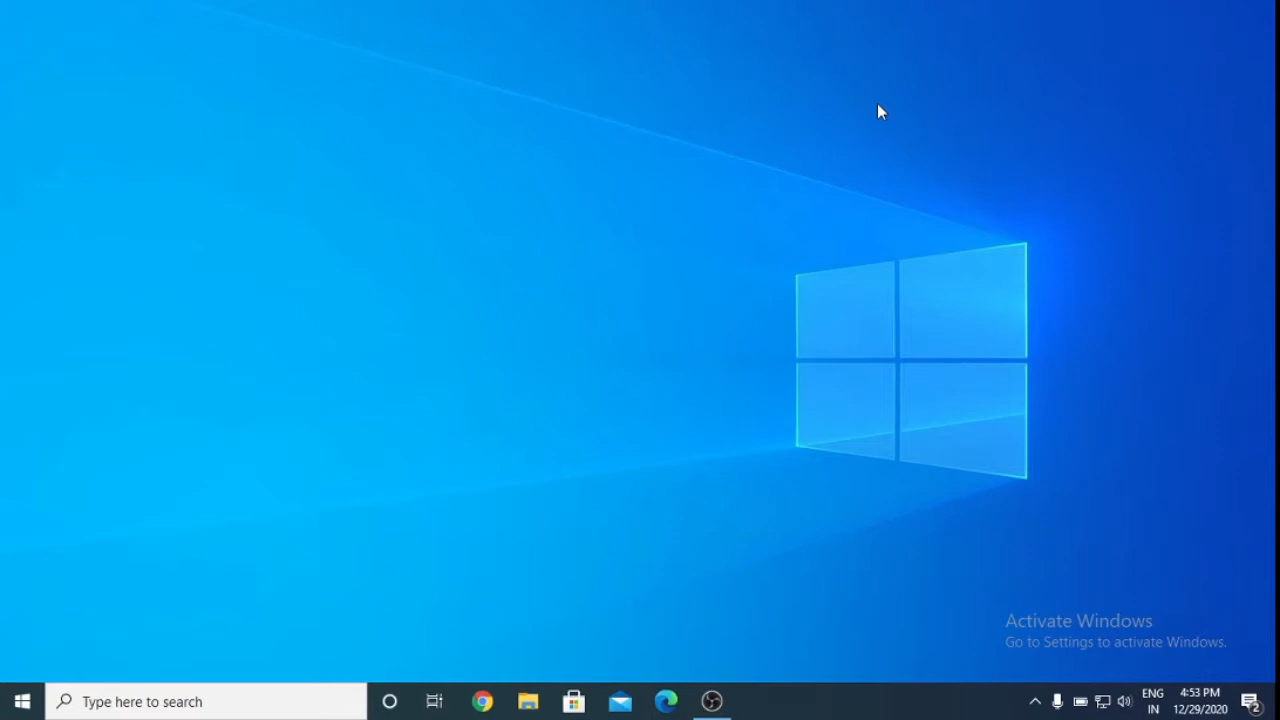 Activate Windows
Go to Settings to activate Windows.
Type here to search
ENG
IN
4:53 PM
12/29/2020
2